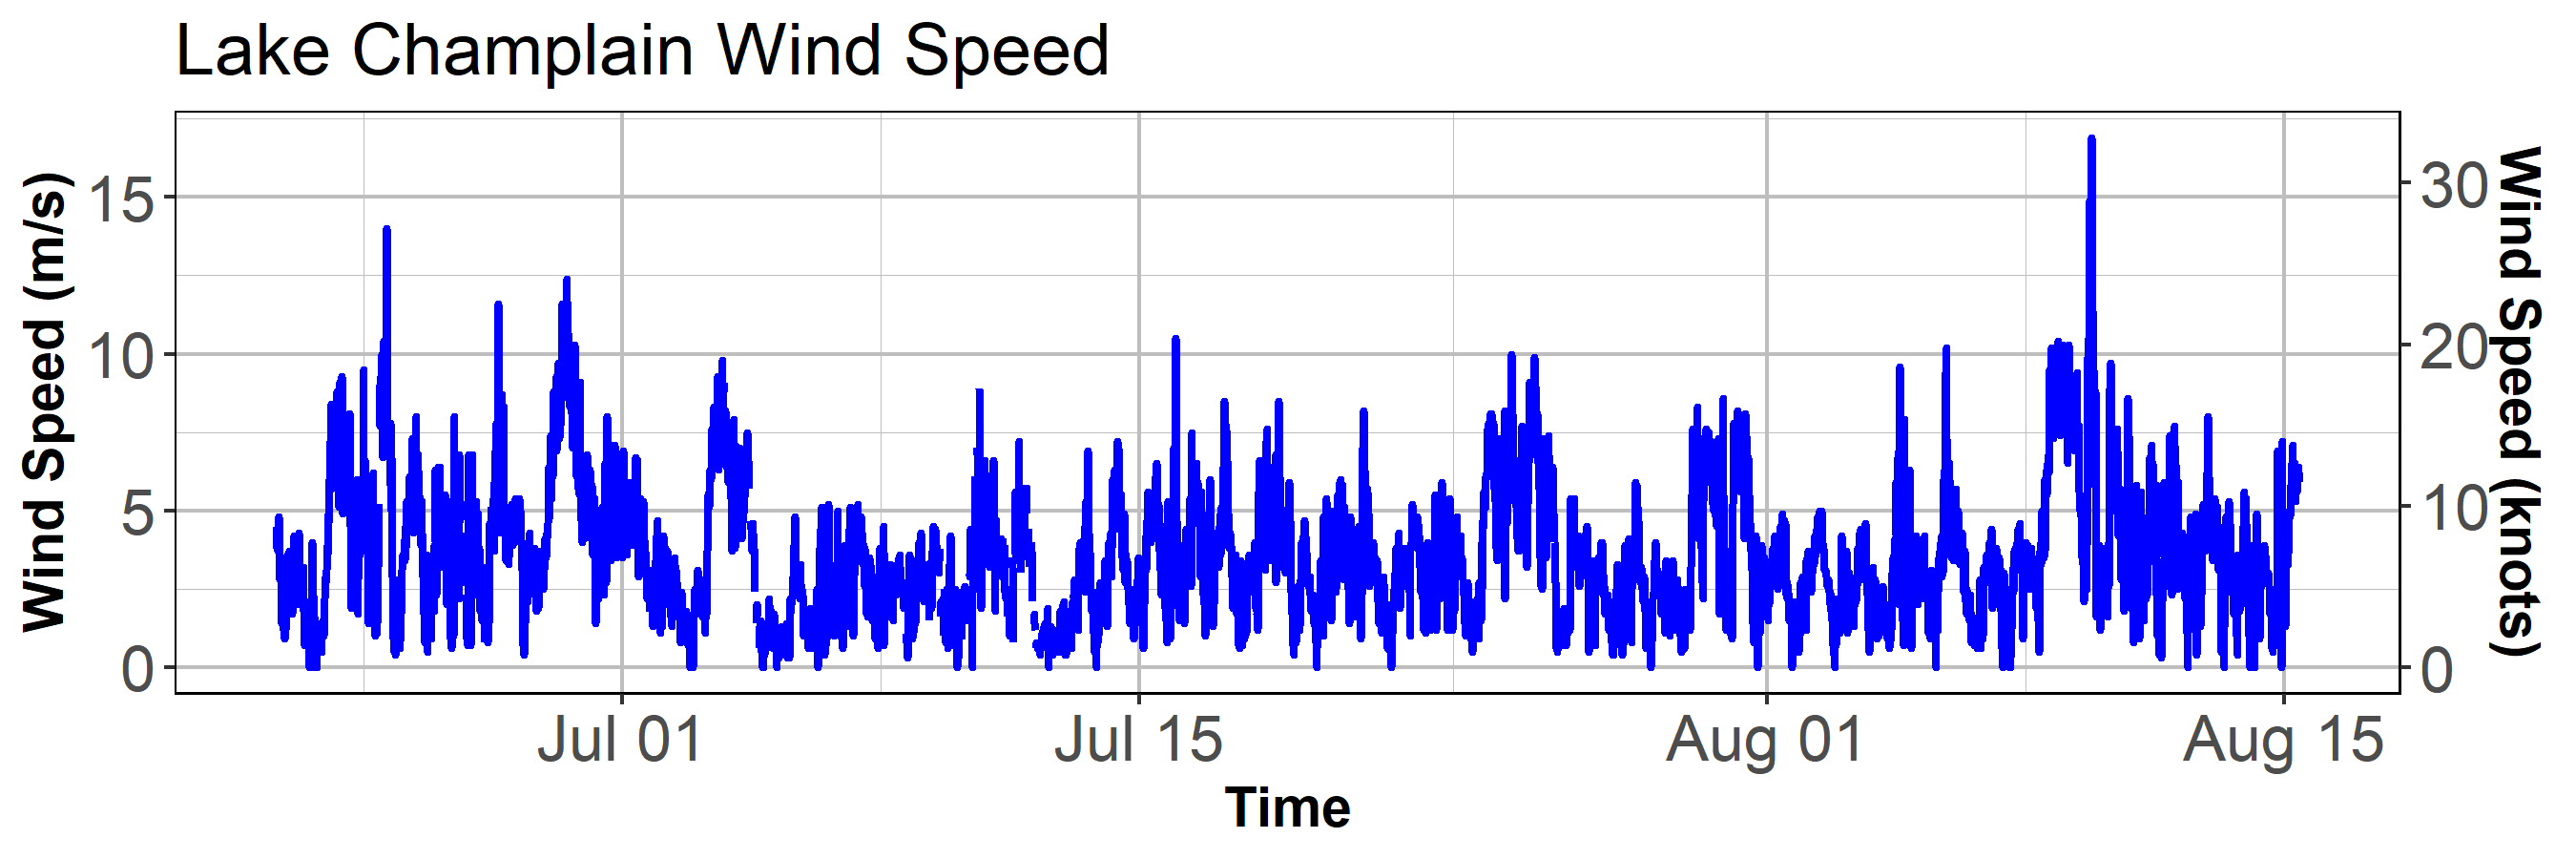 Lake Champlain Wind Speed
Wind Speed (m/s)
15
10
5
0
30
20
10
0
Wind Speed (knots)
Jul 01
Jul 15
Aug 01
Aug 15
Time